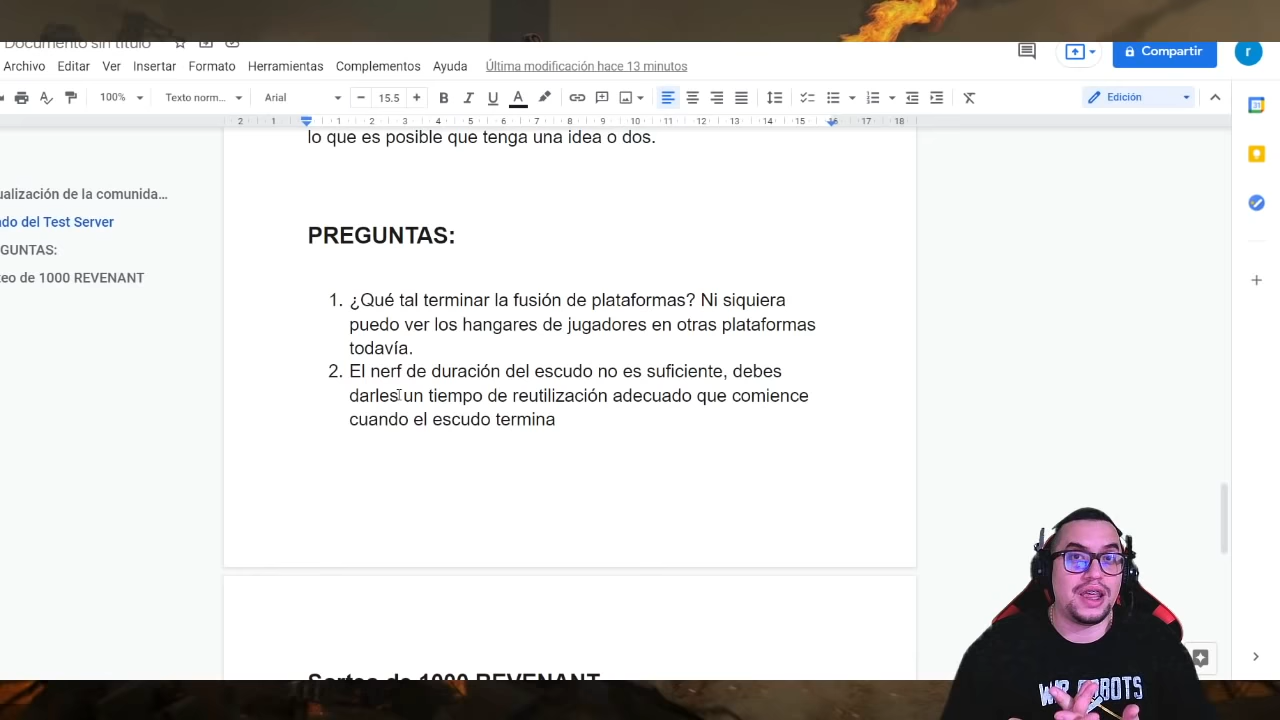 Documento sin título
Archivo Editar Ver Insertar Formato Herramientas Complementos Ayuda Última modificación hace 13 minutos
Compartir
r
100% Texto norm... Arial 15.5 B I U A Edición
2 1 1 2 3 4 5 6 7 8 9 10 11 12 13 14 15 16 17 18
lo que es posible que tenga una idea o dos.
ualización de la comunida...
do del Test Server
GUNTAS:
eo de 1000 REVENANT
PREGUNTAS:
1. ¿Qué tal terminar la fusión de plataformas? Ni siquiera
puedo ver los hangares de jugadores en otras plataformas
todavía.
2. El nerf de duración del escudo no es suficiente, debes
darles un tiempo de reutilización adecuado que comience
cuando el escudo termina
Sorteo de 1000 REVENANT